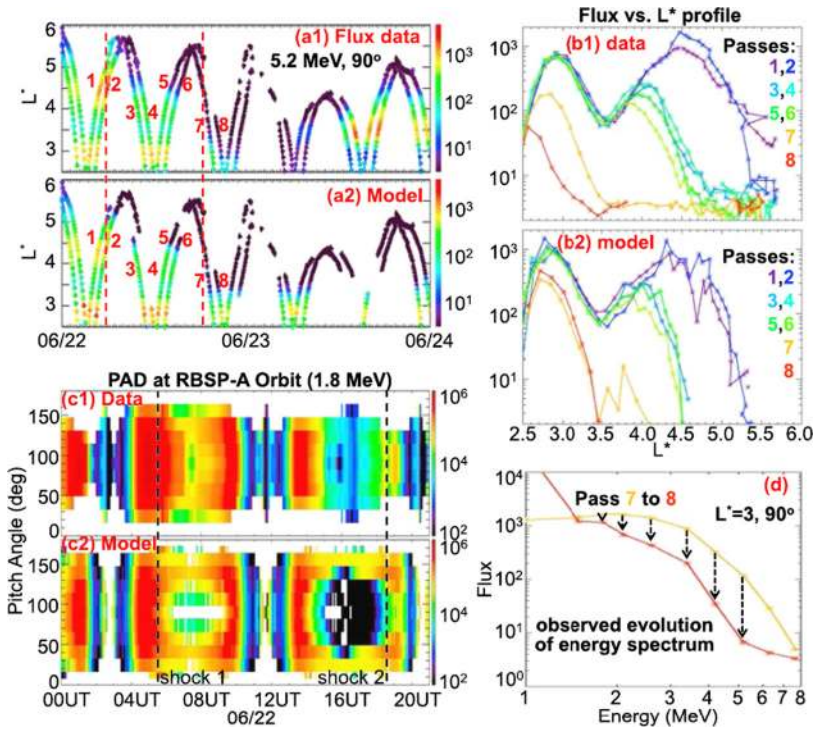 (a1) Flux data
5.2 MeV, 90°
L*
6
5
4
3
1
2
3
4
5
6
7
8
10³
10²
10¹
(a2) Model
L*
6
5
4
3
1
2
3
4
5
6
7
8
10³
10²
10¹
06/22
06/23
06/24
Flux vs. L* profile
(b1) data
Passes:
1,2
3,4
5,6
7
8
10³
10²
10¹
(b2) model
Passes:
1,2
3,4
5,6
7
8
10³
10²
10¹
2.5 3.0 3.5 4.0 4.5 5.0 5.5 6.0
L*
PAD at RBSP-A Orbit (1.8 MeV)
(c1) Data
150
100
50
0
10⁶
10⁴
10²
Pitch Angle (deg)
(c2) Model
150
100
50
0
10⁶
10⁴
10²
shock 1
shock 2
00UT 04UT 08UT 12UT 16UT 20UT
06/22
(d)
Pass 7 to 8
L*=3, 90°
observed evolution
of energy spectrum
Flux
10⁴
10³
10²
10¹
10⁰
1 2 3 4 5 6 7 8
Energy (MeV)